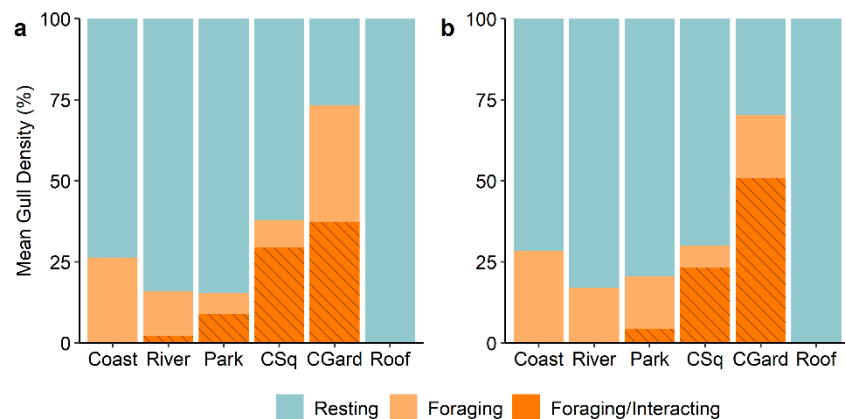 a
b
100
75
50
25
0
Mean Gull Density (%)
Coast River Park CSq CGard Roof
100
75
50
25
0
Coast River Park CSq CGard Roof
Resting Foraging Foraging/Interacting